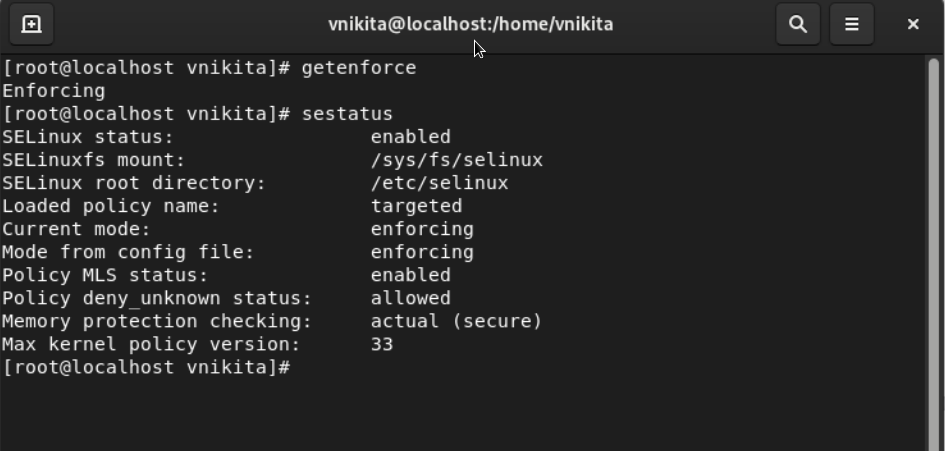 vnikita@localhost:/home/vnikita
[root@localhost vnikita]# getenforce
Enforcing
[root@localhost vnikita]# sestatus
SELinux status:                 enabled
SELinuxfs mount:                /sys/fs/selinux
SELinux root directory:         /etc/selinux
Loaded policy name:             targeted
Current mode:                   enforcing
Mode from config file:          enforcing
Policy MLS status:              enabled
Policy deny_unknown status:     allowed
Memory protection checking:     actual (secure)
Max kernel policy version:      33
[root@localhost vnikita]#